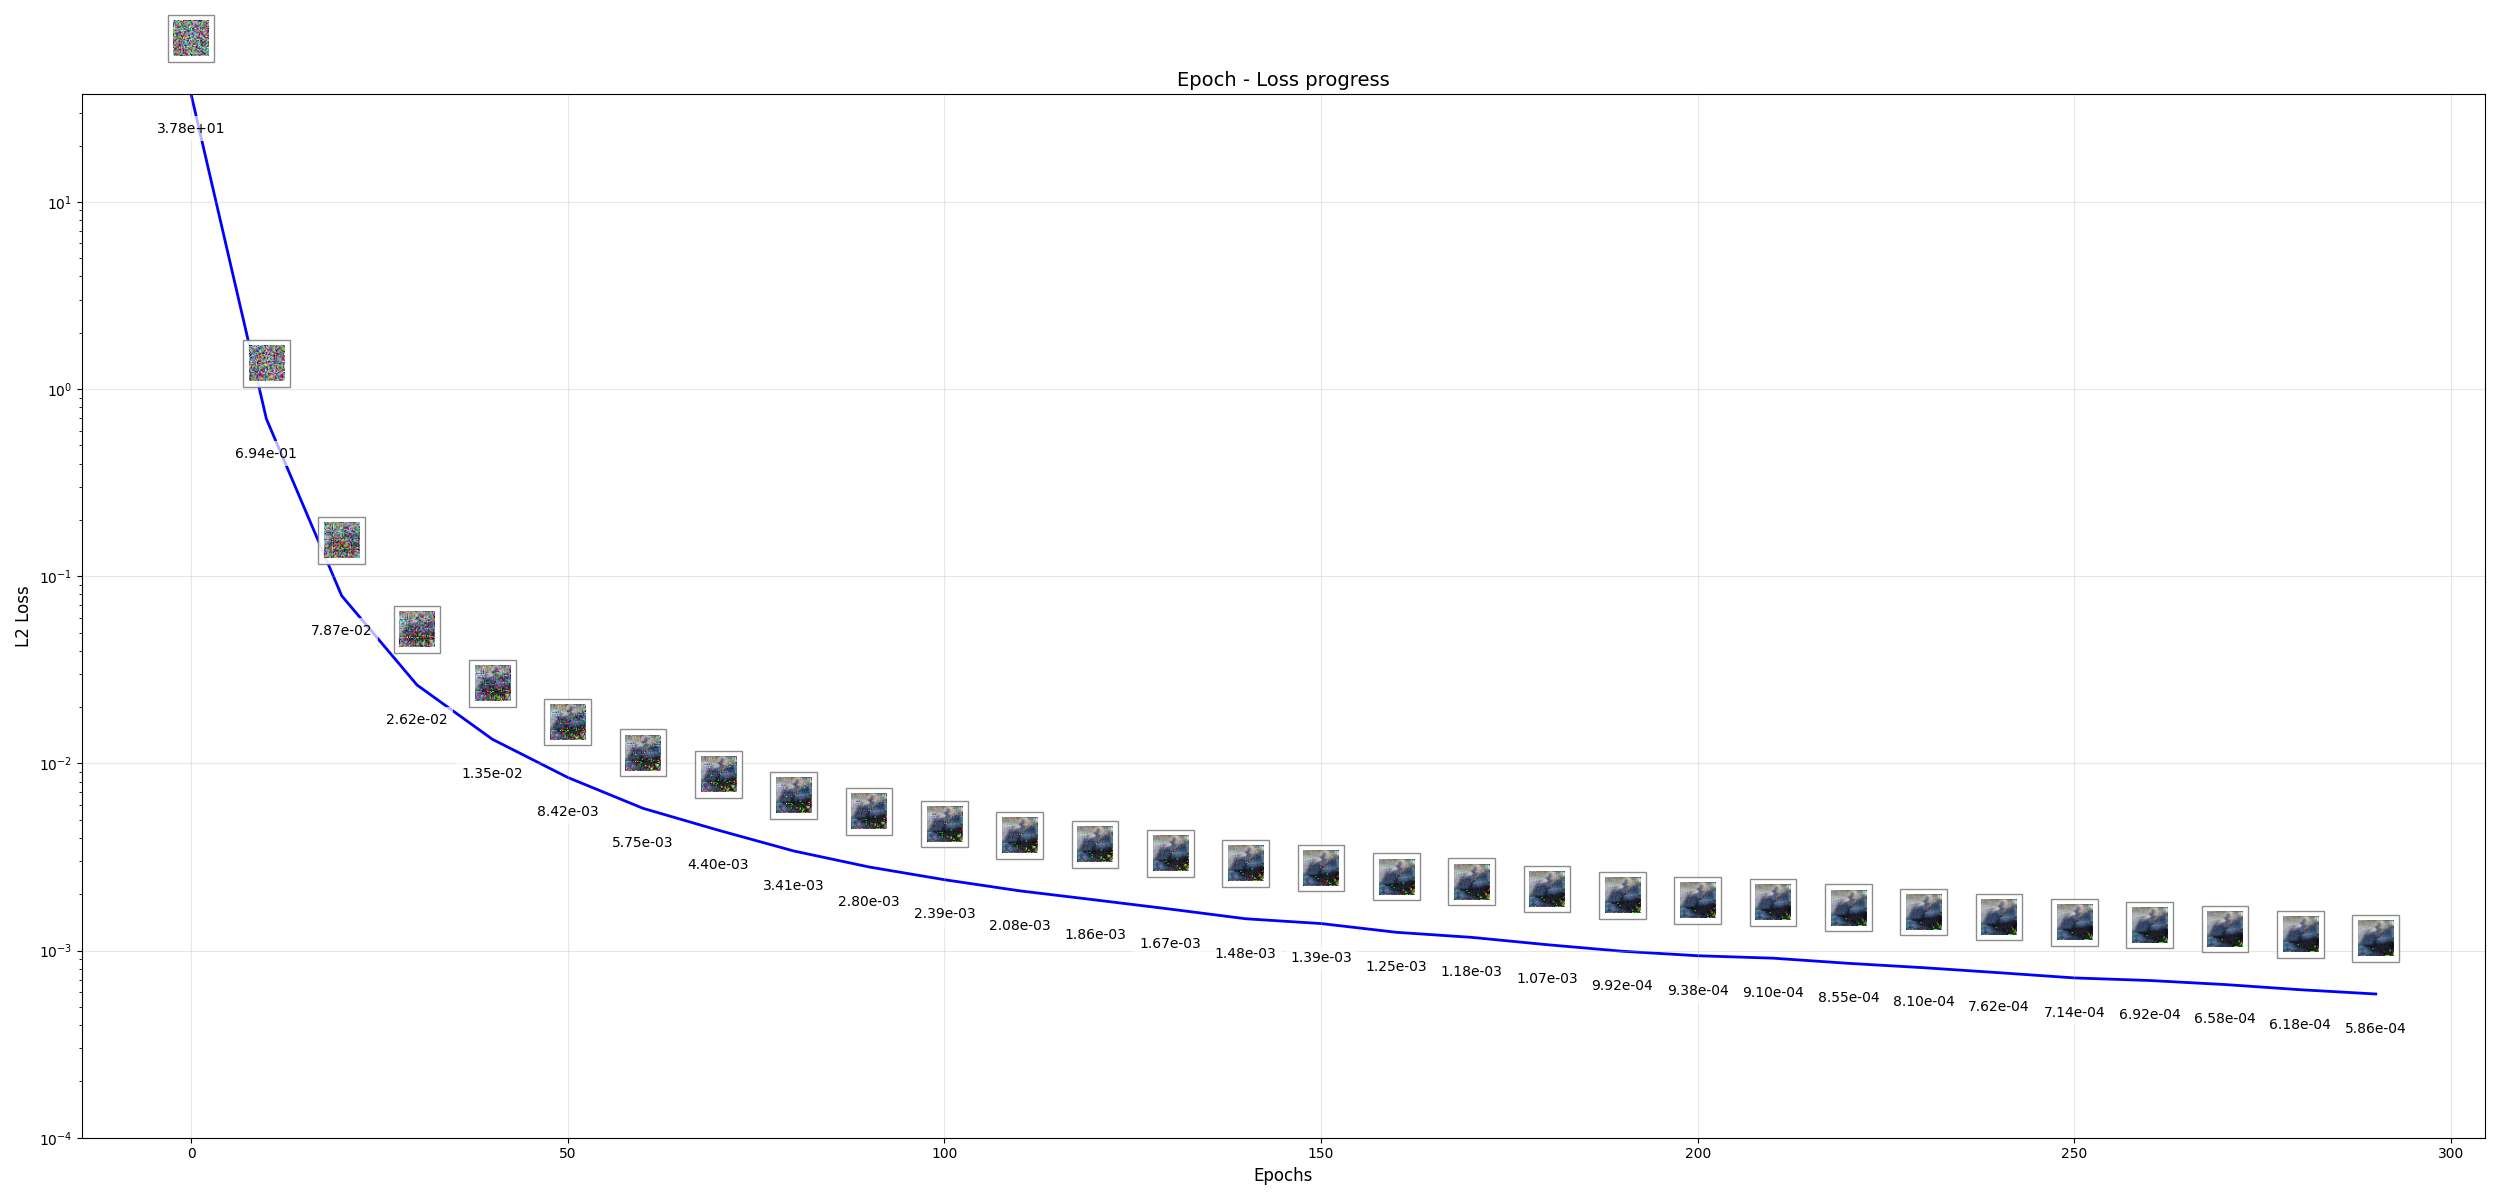 Epoch - Loss progress
3.78e+01
10¹
10⁰
6.94e-01
10⁻¹
7.87e-02
2.62e-02
10⁻²
1.35e-02
8.42e-03
5.75e-03
4.40e-03
3.41e-03
2.80e-03
2.39e-03
2.08e-03
1.86e-03
1.67e-03
10⁻³
1.48e-03
1.39e-03
1.25e-03
1.18e-03
1.07e-03
9.92e-04
9.38e-04
9.10e-04
8.55e-04
8.10e-04
7.62e-04
7.14e-04
6.92e-04
6.58e-04
6.18e-04
5.86e-04
10⁻⁴
L2 Loss
0 50 100 150 200 250 300
Epochs